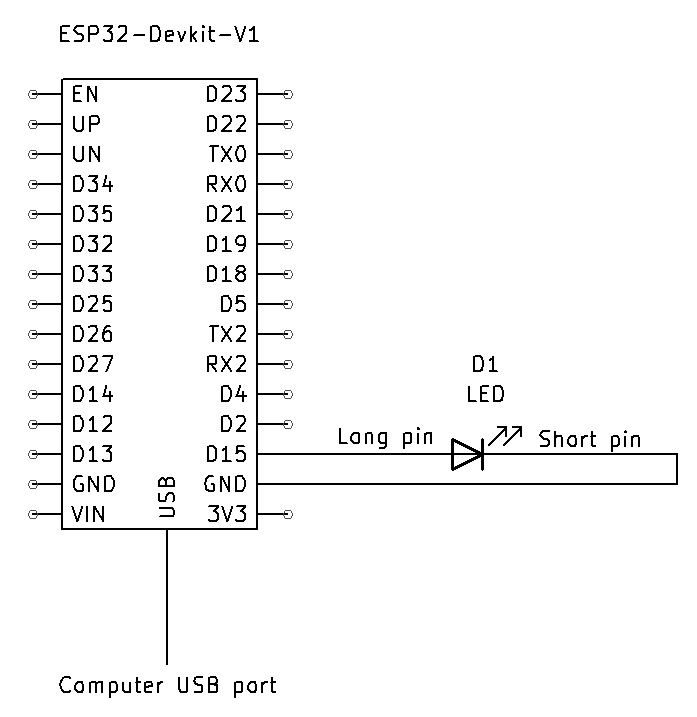 ESP32-Devkit-V1
EN D23
UP D22
UN TX0
D34 RX0
D35 D21
D32 D19
D33 D18
D25 D5
D26 TX2
D27 RX2
D14 D4
D12 D2
D13 D15
GND GND
VIN 3V3
USB
D1
LED
Long pin
Short pin
Computer USB port